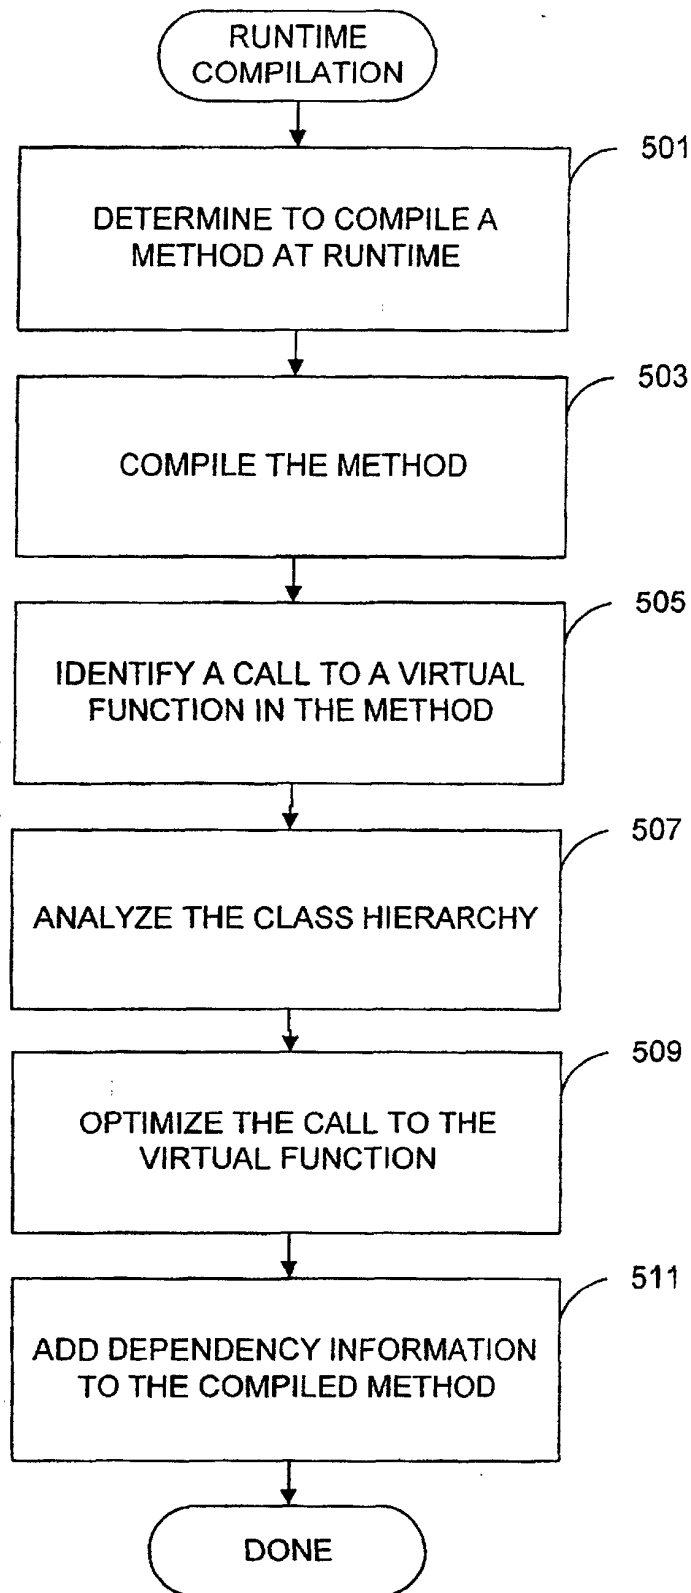 RUNTIME
COMPILATION
501
DETERMINE TO COMPILE A
METHOD AT RUNTIME
503
COMPILE THE METHOD
505
IDENTIFY A CALL TO A VIRTUAL
FUNCTION IN THE METHOD
507
ANALYZE THE CLASS HIERARCHY
509
OPTIMIZE THE CALL TO THE
VIRTUAL FUNCTION
511
ADD DEPENDENCY INFORMATION
TO THE COMPILED METHOD
DONE